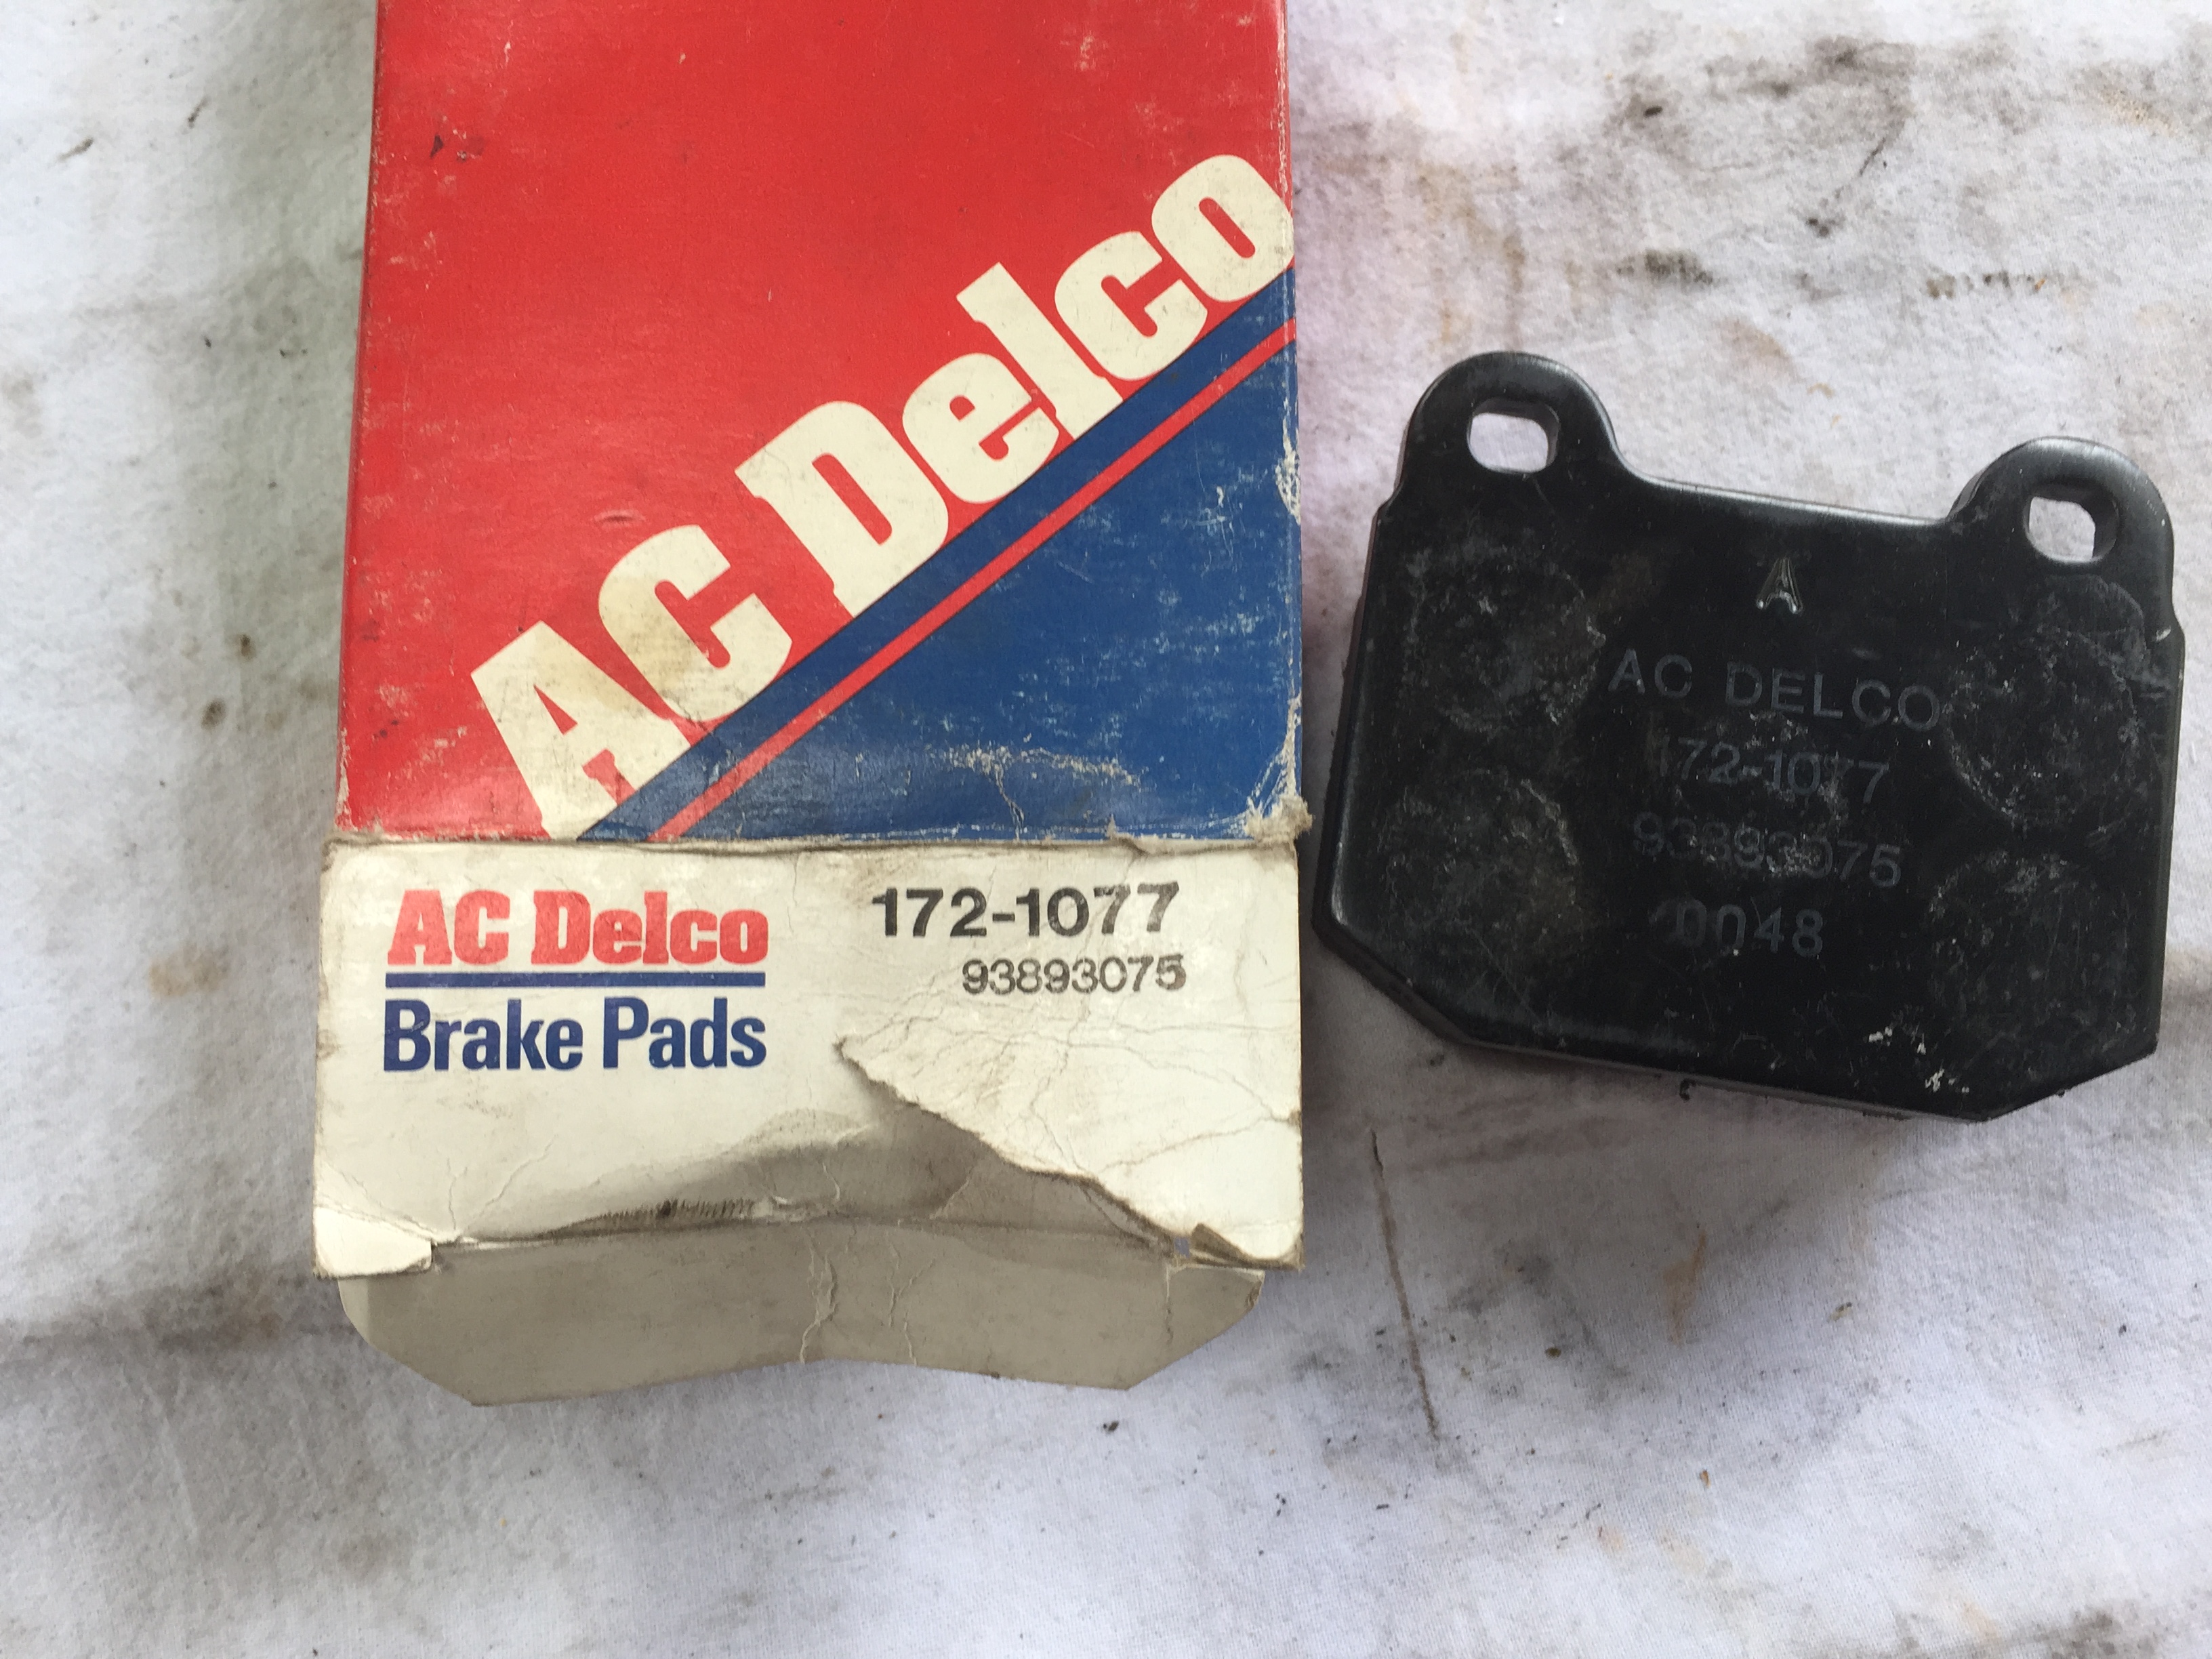 AC Delco
AC Delco
Brake Pads
172-1077
93893075
A
AC DELCO
172-1077
93893075
0048